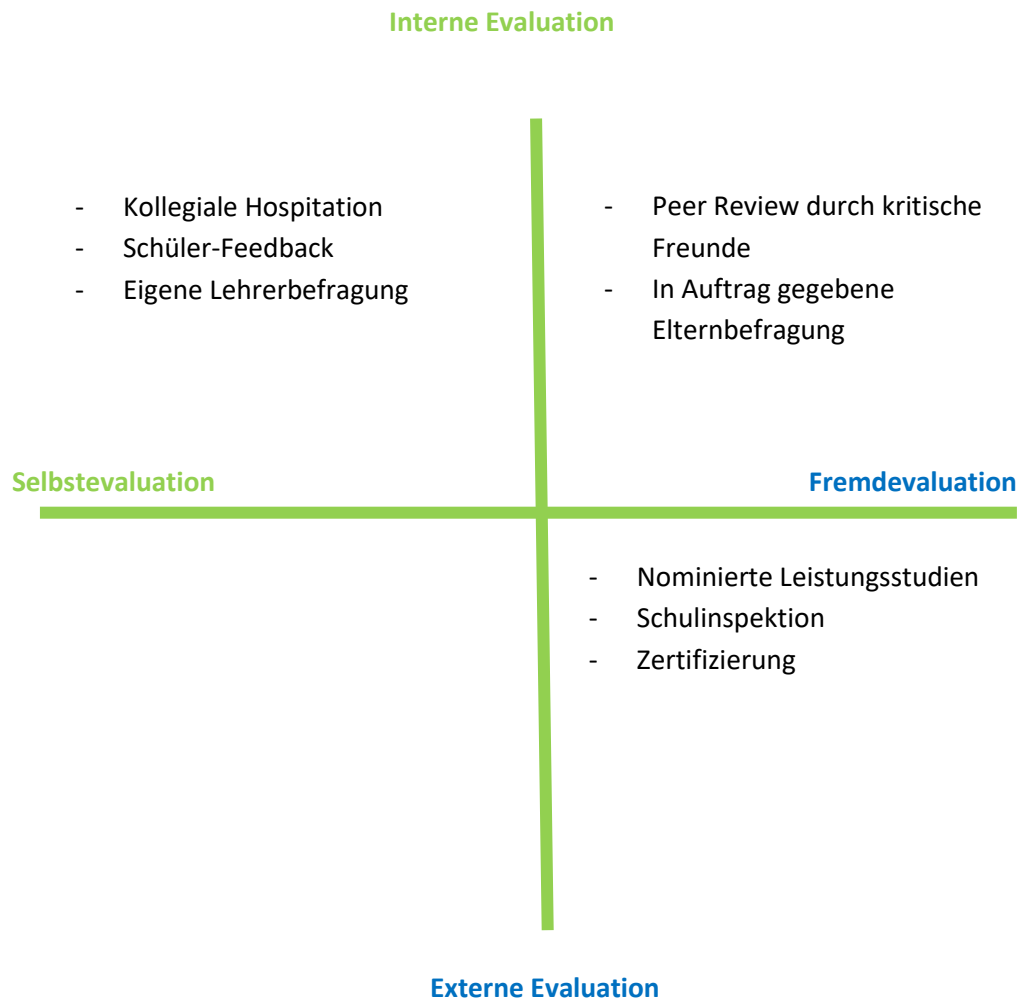 Interne Evaluation
- Kollegiale Hospitation
- Schüler-Feedback
- Eigene Lehrerbefragung
- Peer Review durch kritische
Freunde
- In Auftrag gegebene
Elternbefragung
Selbstevaluation
Fremdevaluation
- Nominierte Leistungsstudien
- Schulinspektion
- Zertifizierung
Externe Evaluation